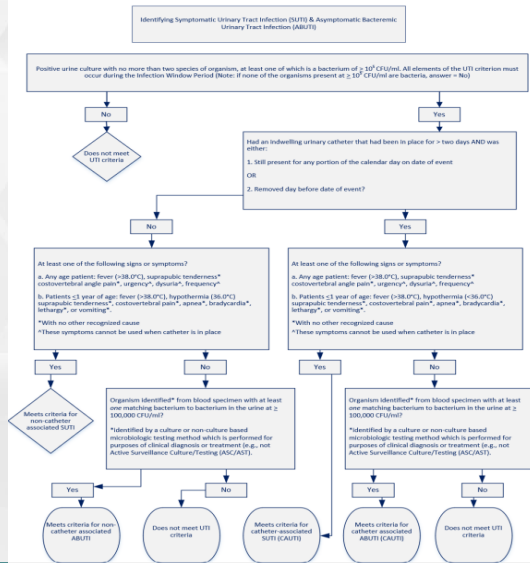 Identifying Symptomatic Urinary Tract Infection (SUTI) & Asymptomatic Bacteremic
Urinary Tract Infection (ABUTI)
Positive urine culture with no more than two species of organism, at least one of which is a bacterium of ≥ 10⁵ CFU/ml. All elements of the UTI criterion must
occur during the Infection Window Period (Note: If none of the organisms present at ≥ 10⁵ CFU/ml are bacteria, answer = No)
No
Yes
Does not meet
UTI criteria
Had an indwelling urinary catheter that had been in place for > two days AND was
either:
1. Still present for any portion of the calendar day on date of event
OR
2. Removed day before date of event?
No
Yes
At least one of the following signs or symptoms?
a. Any age patient: fever (>38.0°C), suprapubic tenderness*
costovertebral angle pain*, urgency^, dysuria^, frequency^
b. Patients ≤1 year of age: fever (>38.0°C), hypothermia (36.0°C)
suprapubic tenderness*, costovertebral pain*, apnea*, bradycardia*,
lethargy*, or vomiting*.
*With no other recognized cause
^These symptoms cannot be used when catheter is in place
At least one of the following signs or symptoms?
a. Any age patient: fever (>38.0°C), suprapubic tenderness*
costovertebral angle pain*, urgency^, dysuria^, frequency^
b. Patients ≤1 year of age: fever (>38.0°C), hypothermia (<36.0°C)
suprapubic tenderness*, costovertebral pain*, apnea*, bradycardia*,
lethargy*, or vomiting*.
*With no other recognized cause
^These symptoms cannot be used when catheter is in place
Yes
No
Yes
No
Meets criteria for
non-catheter
associated SUTI
Organism identified* from blood specimen with at least
one matching bacterium to bacterium in the urine at ≥
100,000 CFU/ml?
*identified by a culture or non-culture based
microbiologic testing method which is performed for
purposes of clinical diagnosis or treatment (e.g., not
Active Surveillance Culture/Testing (ASC/AST).
Organism identified* from blood specimen with at least
one matching bacterium to bacterium in the urine at ≥
100,000 CFU/ml?
*identified by a culture or non-culture based
microbiologic testing method which is performed for
purposes of clinical diagnosis or treatment (e.g., not
Active Surveillance Culture/Testing (ASC/AST).
Yes
No
Yes
No
Meets criteria for non-
catheter associated
ABUTI
Does not meet UTI
criteria
Meets criteria for
catheter-associated
SUTI (CAUTI)
Meets criteria for
catheter associated
ABUTI (CAUTI)
Does not meet UTI
criteria